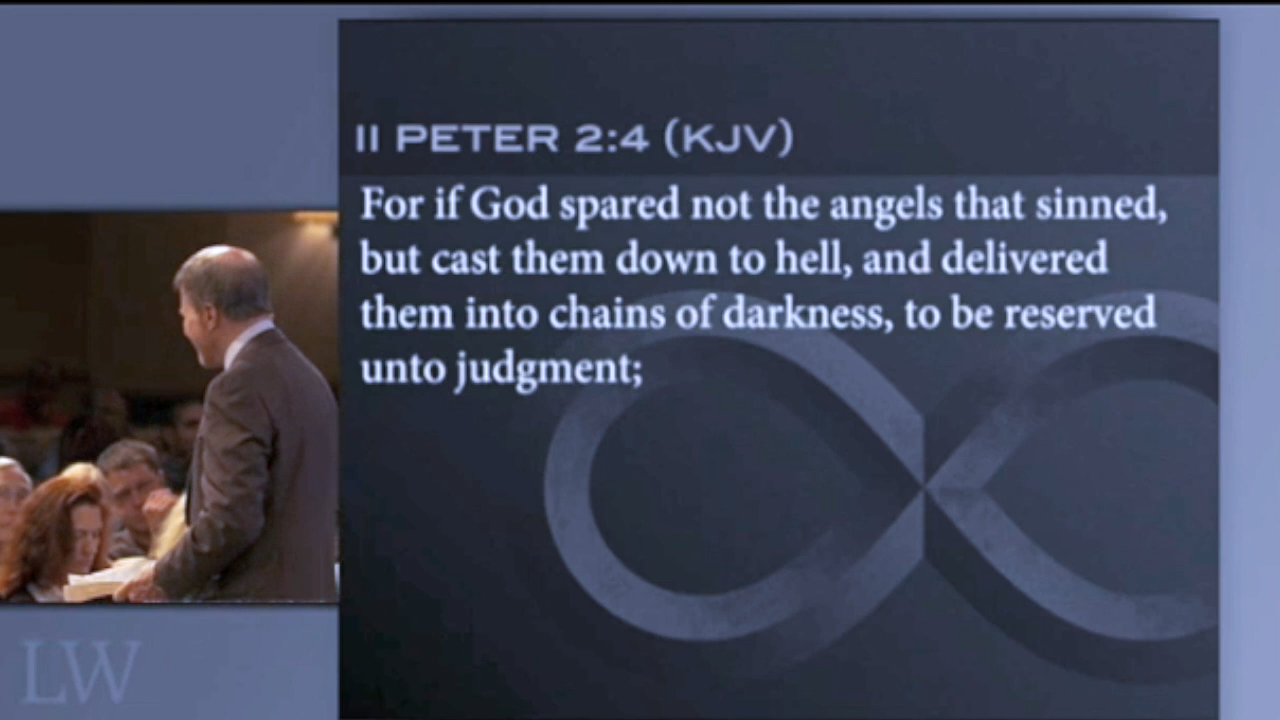 II PETER 2:4 (KJV)
For if God spared not the angels that sinned,
but cast them down to hell, and delivered
them into chains of darkness, to be reserved
unto judgment;
LW